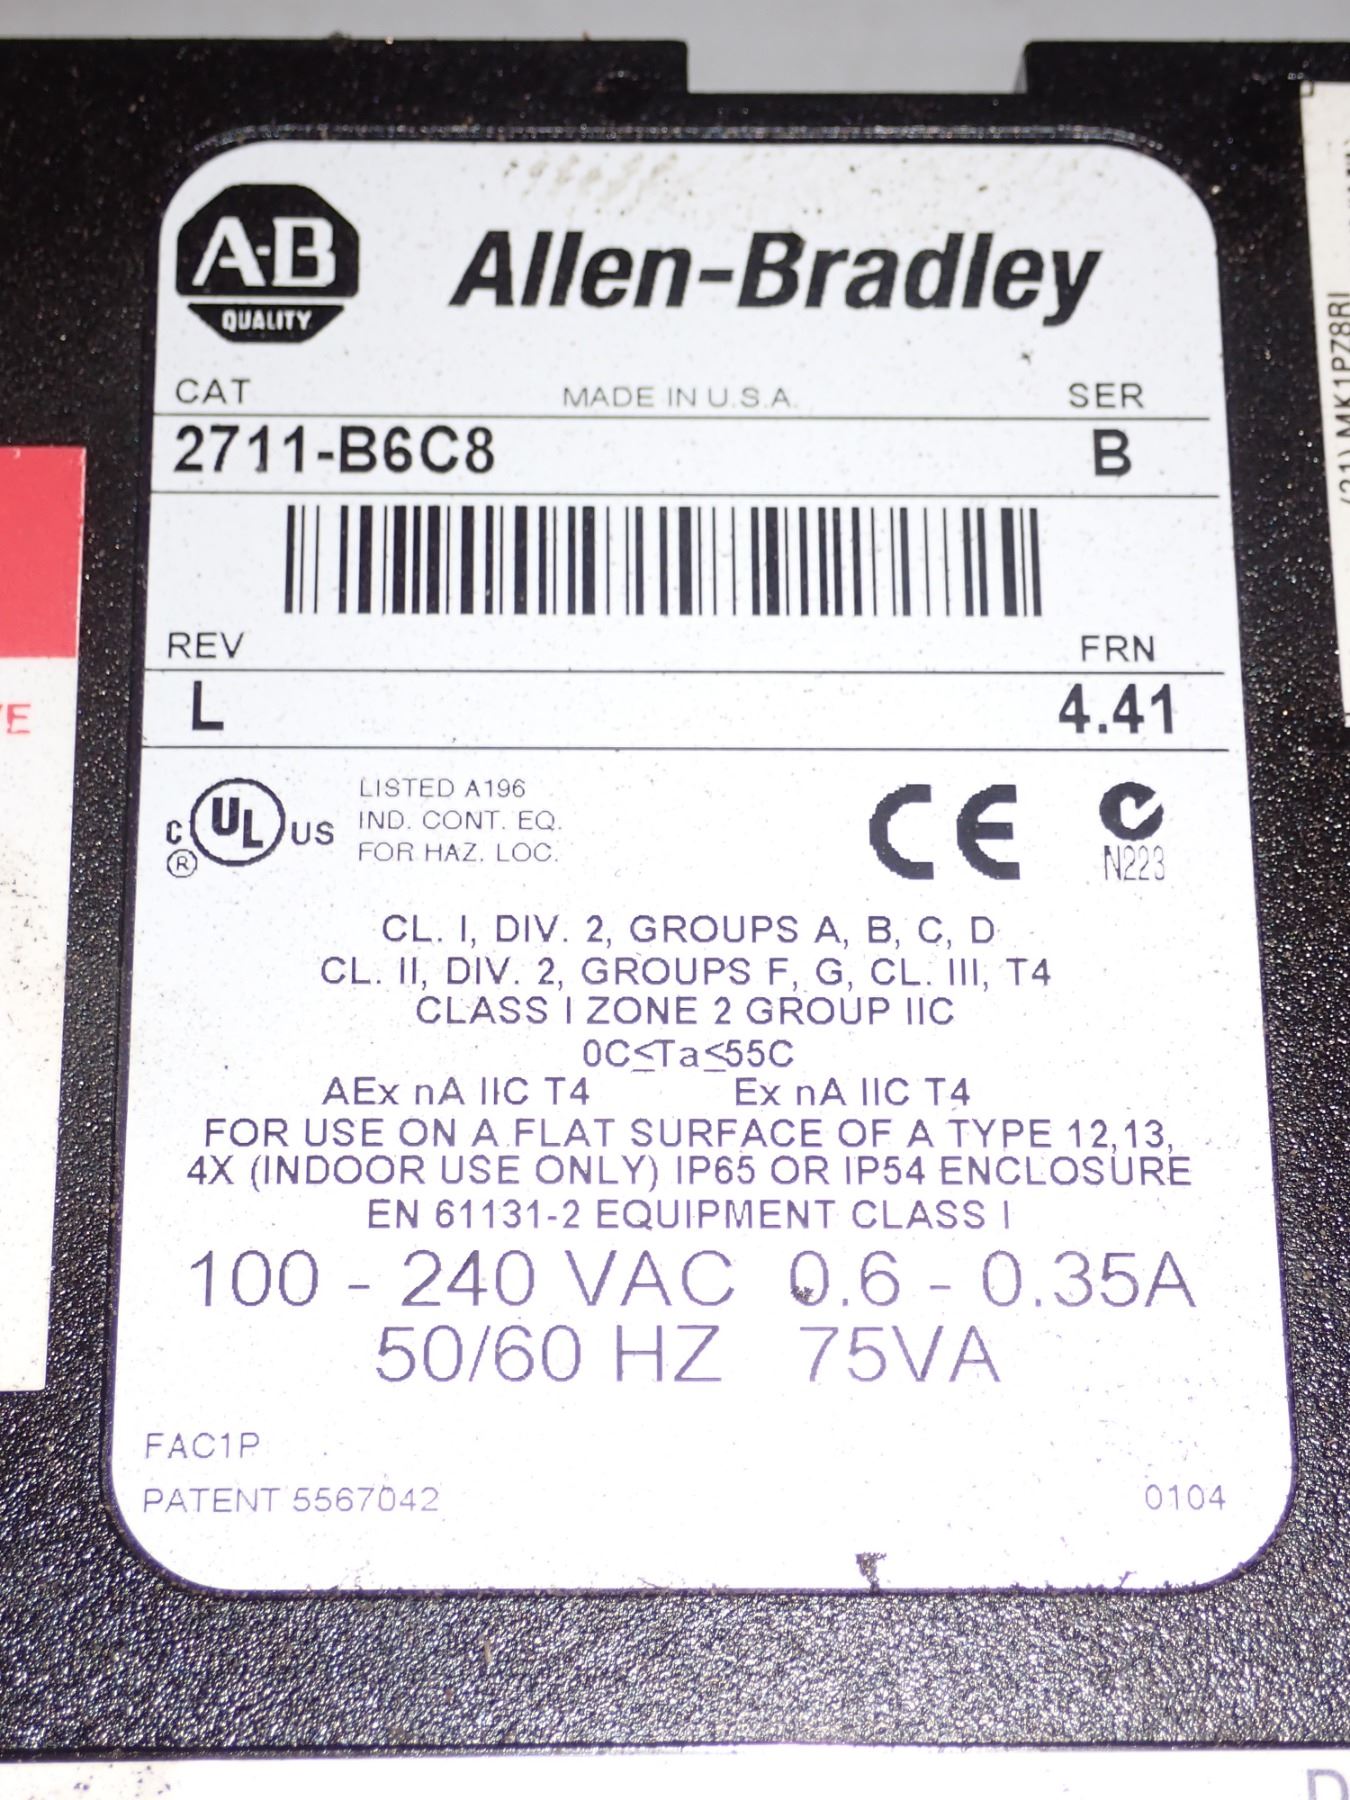 A-B
QUALITY
Allen-Bradley
CAT MADE IN U.S.A. SER
2711-B6C8 B
REV FRN
L 4.41
C UL US
®
LISTED A196
IND. CONT. EQ.
FOR HAZ. LOC.
CE
N223
CL. I, DIV. 2, GROUPS A, B, C, D
CL. II, DIV. 2, GROUPS F, G, CL. III, T4
CLASS I ZONE 2 GROUP IIC
0C≤Ta≤55C
AEx nA IIC T4 Ex nA IIC T4
FOR USE ON A FLAT SURFACE OF A TYPE 12,13,
4X (INDOOR USE ONLY) IP65 OR IP54 ENCLOSURE
EN 61131-2 EQUIPMENT CLASS I
100 - 240 VAC 0.6 - 0.35A
50/60 HZ 75VA
FAC1P
PATENT 5567042 0104